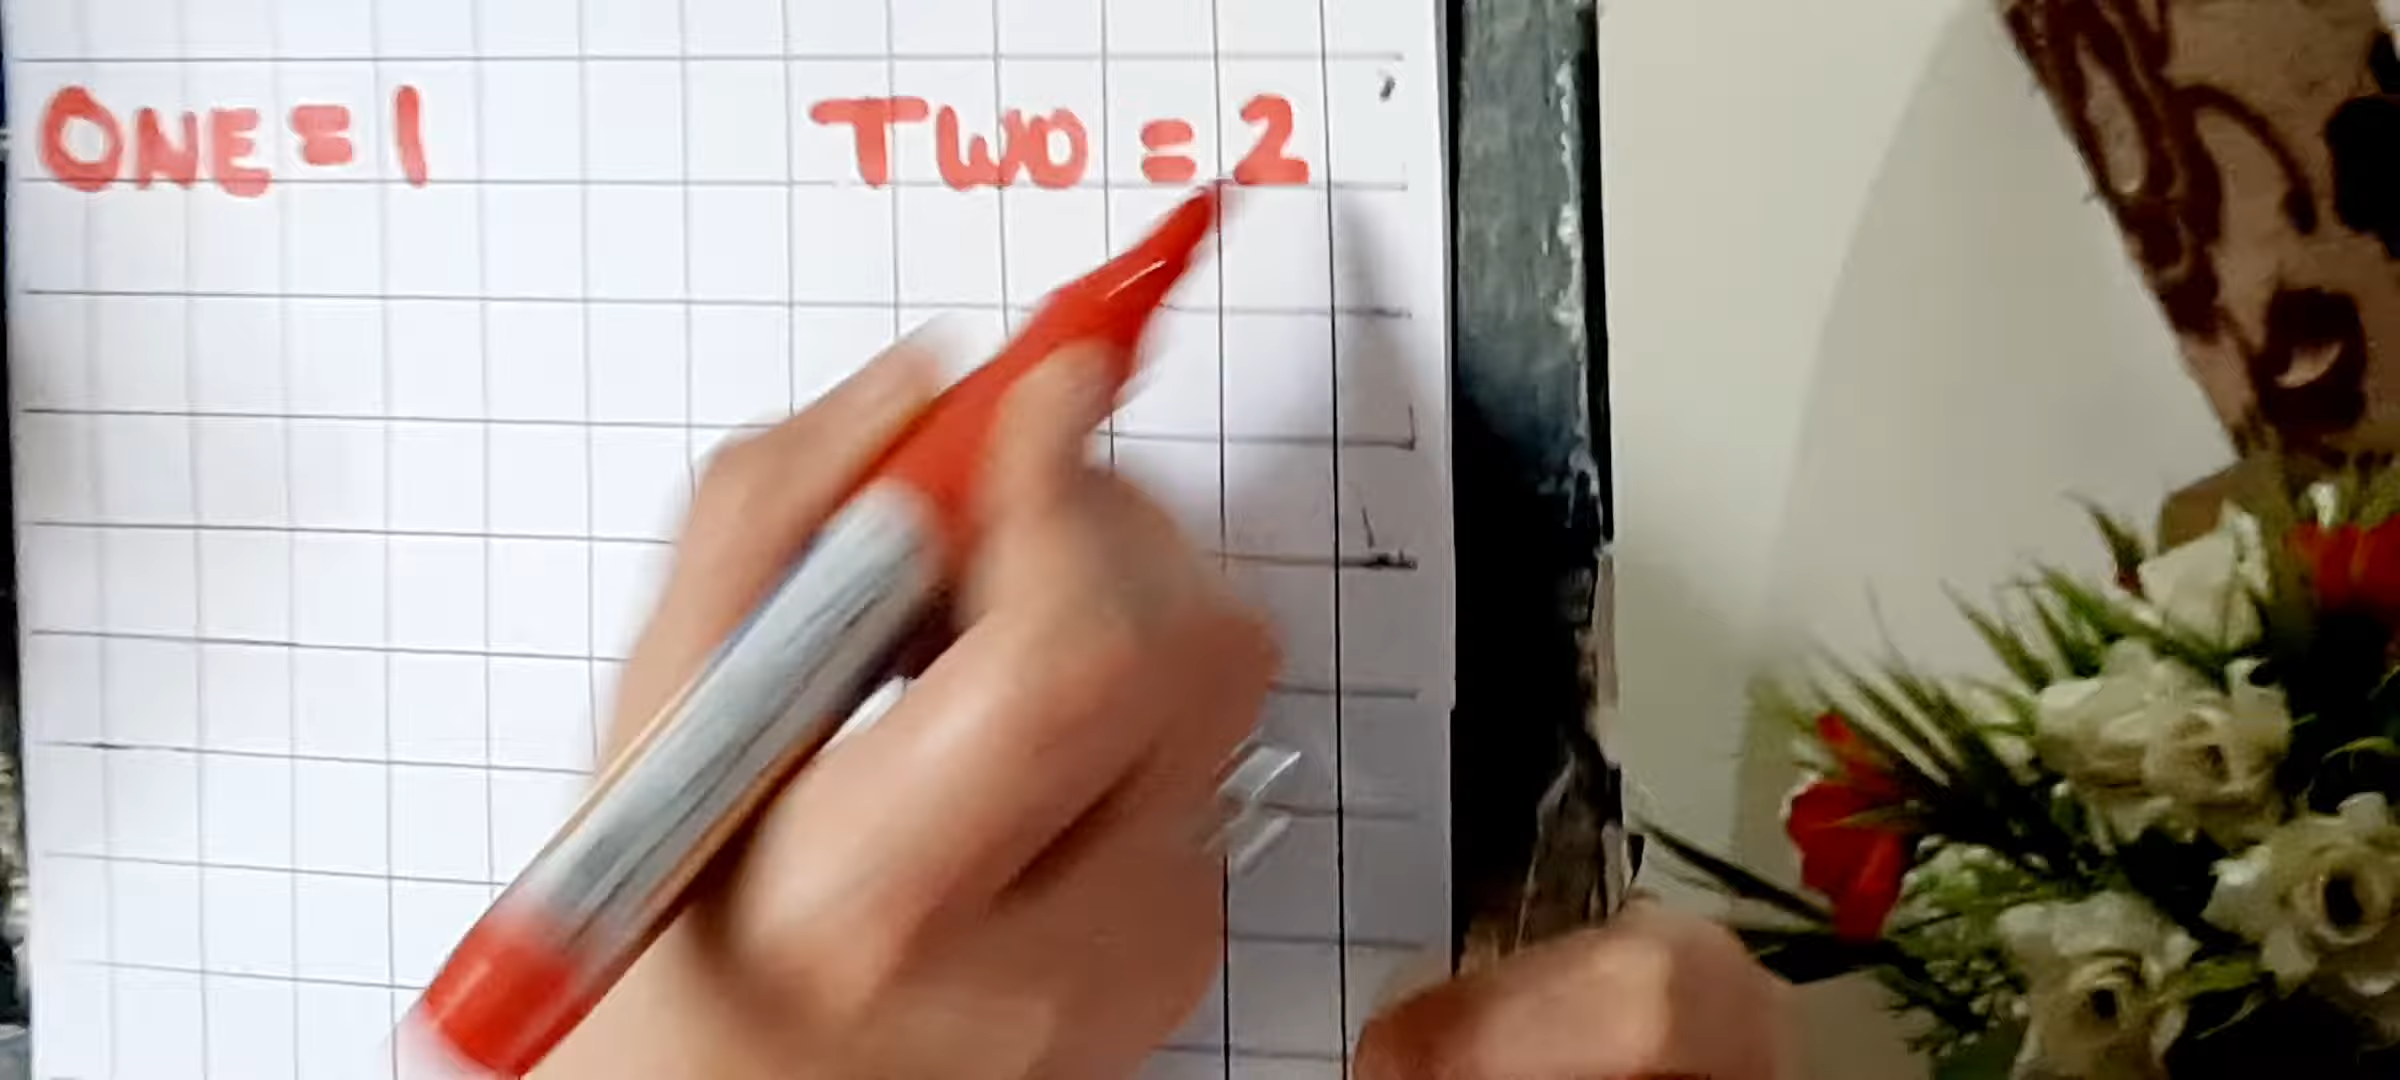 ONE = 1 TWO = 2